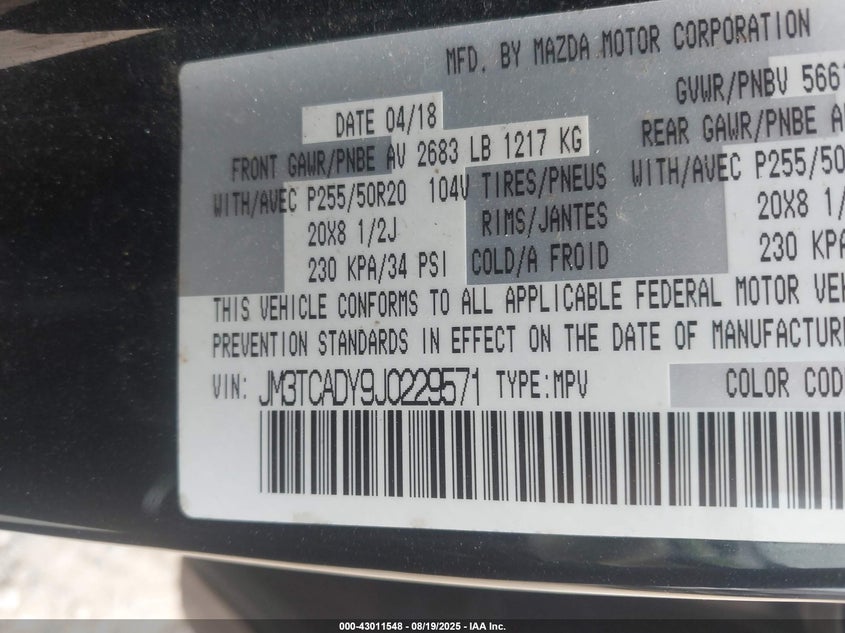 MFD. BY MAZDA MOTOR CORPORATION
DATE 04/18 GVWR/PNBV 5661
FRONT GAWR/PNBE AV 2683 LB 1217 KG REAR GAWR/PNBE A
WITH/AVEC P255/50R20 104V TIRES/PNEUS WITH/AVEC P255/50
20X8 1/2J RIMS/JANTES 20X8 1/
230 KPA/34 PSI COLD/A FROID 230 KPA
THIS VEHICLE CONFORMS TO ALL APPLICABLE FEDERAL MOTOR VEH
PREVENTION STANDARDS IN EFFECT ON THE DATE OF MANUFACTUR
VIN: JM3TCADY9J0229571 TYPE:MPV COLOR COD
000-43011548 - 08/19/2025 - IAA Inc.